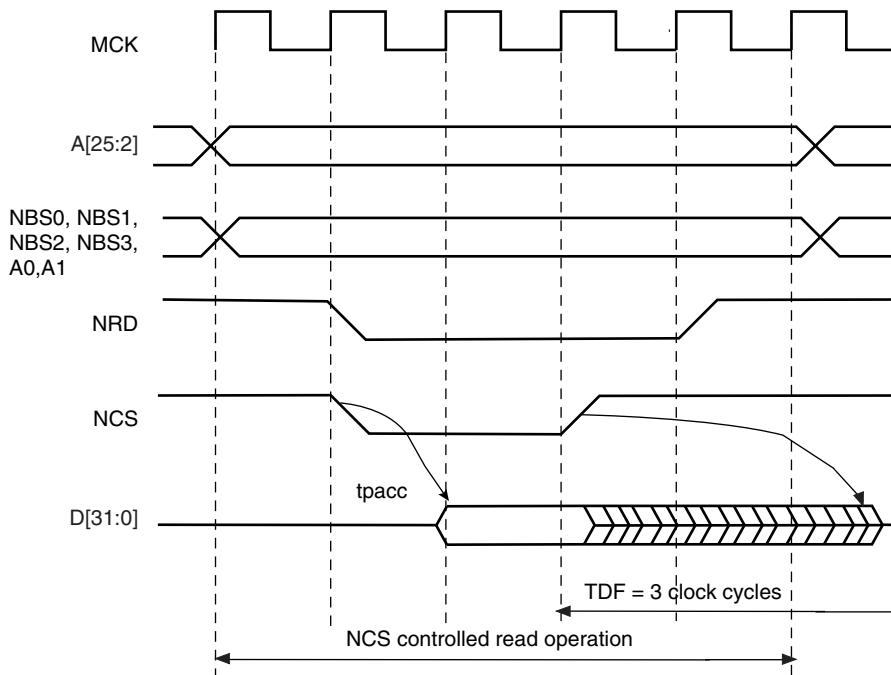 MCK
A[25:2]
NBS0, NBS1,
NBS2, NBS3,
A0,A1
NRD
NCS
tpacc
D[31:0]
TDF = 3 clock cycles
NCS controlled read operation